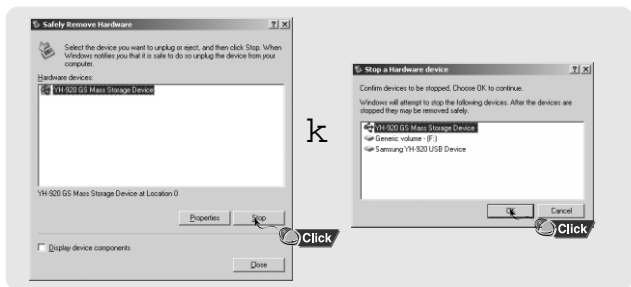 Safely Remove Hardware
Select the device you want to unplug or eject, and then click Stop. When
Windows notifies you that it is safe to do so unplug the device from your
computer.
Hardware devices:
YH-920 GS Mass Storage Device
YH-920 GS Mass Storage Device at Location 0
Properties
Stop
Click
Display device components
Close
k
Stop a Hardware device
Confirm devices to be stopped, Choose OK to continue.
Windows will attempt to stop the following devices. After the devices are
stopped they may be removed safely.
YH-920 GS Mass Storage Device
Generic volume - (F:)
Samsung YH-920 USB Device
OK
Cancel
Click